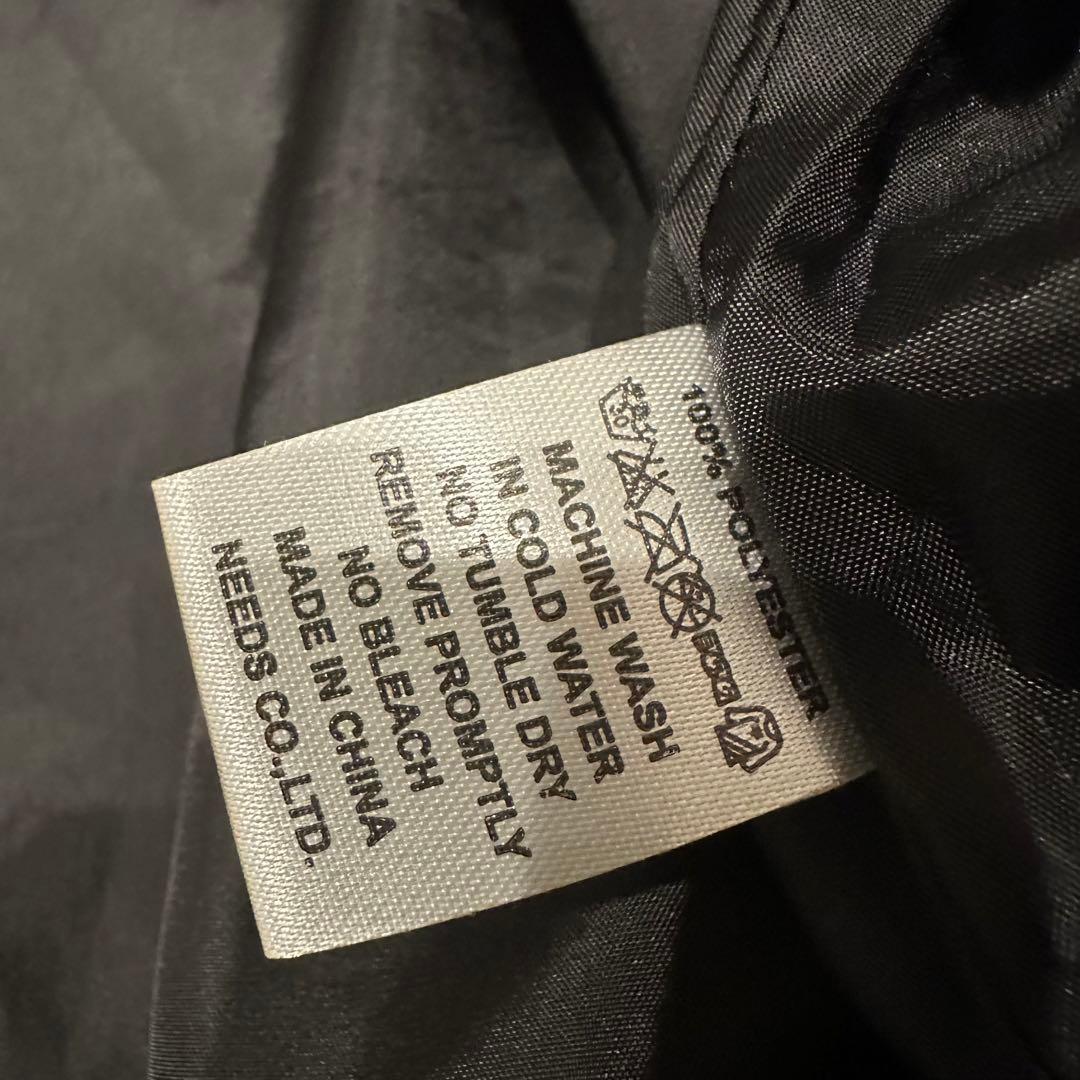 100% POLYESTER
MACHINE WASH
IN COLD WATER
NO TUMBLE DRY
REMOVE PROMPTLY
NO BLEACH
MADE IN CHINA
NEEDS CO.,LTD.